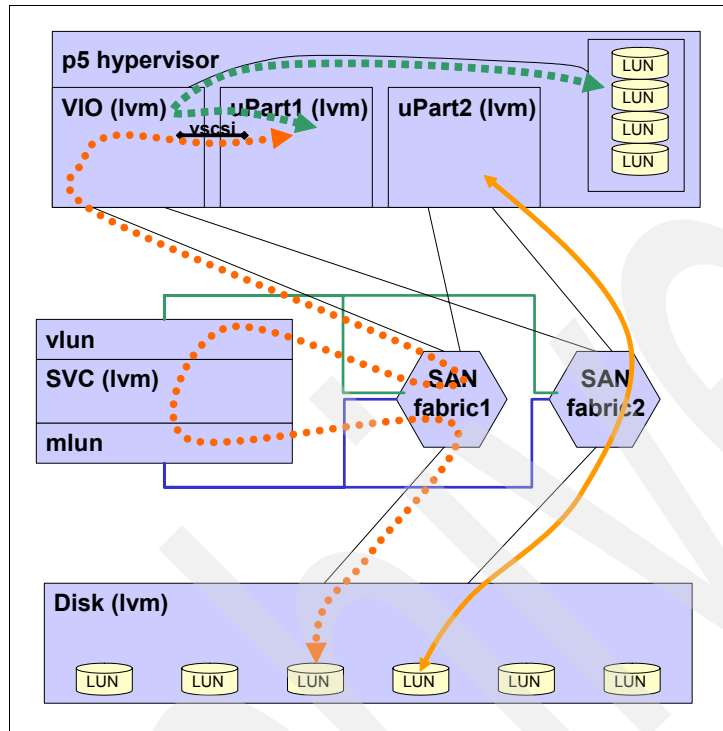 p5 hypervisor
LUN
LUN
LUN
LUN
VIO (lvm)
uPart1 (lvm)
uPart2 (lvm)
vscsi
vlun
SVC (lvm)
mlun
SAN
fabric1
SAN
fabric2
Disk (lvm)
LUN
LUN
LUN
LUN
LUN
LUN